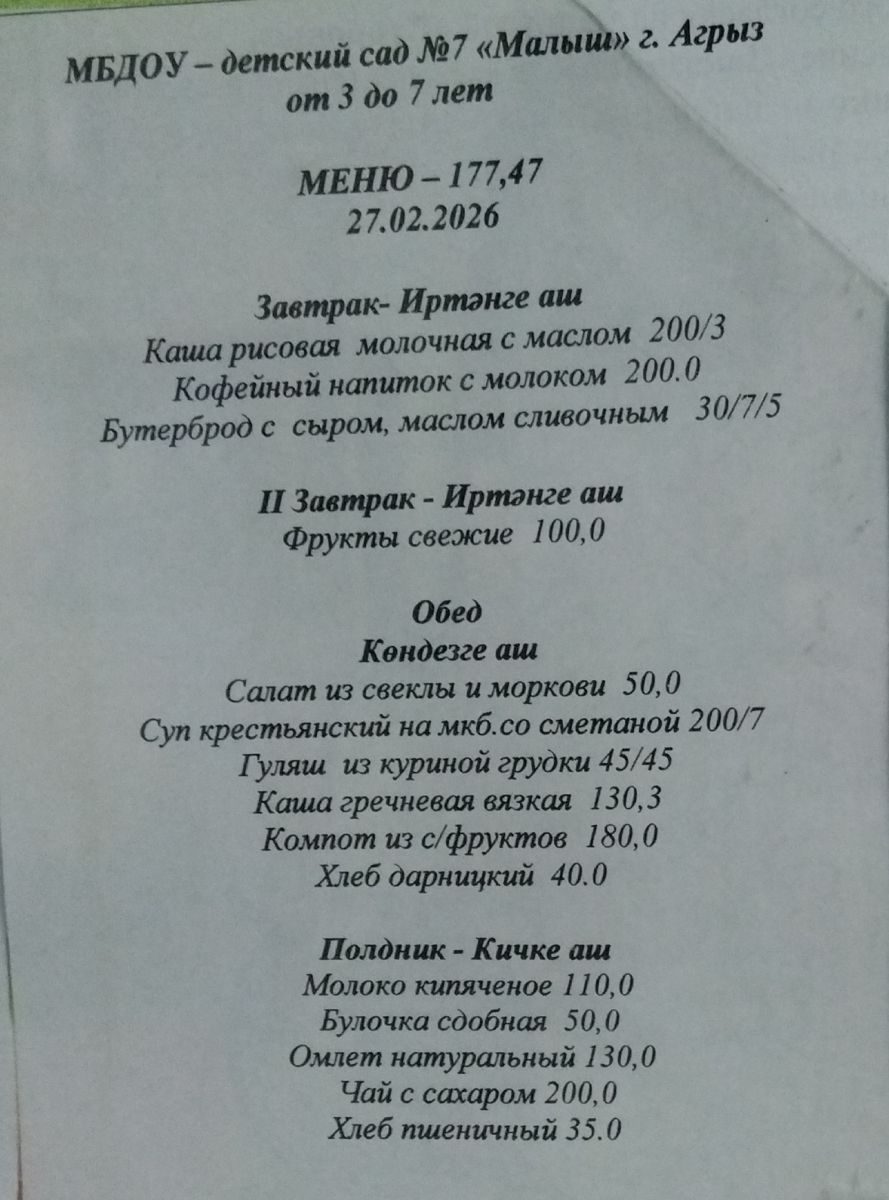 МБДОУ – детский сад №7 «Малыш» г. Агрыз
от 3 до 7 лет
МЕНЮ – 177,47
27.02.2026
Завтрак- Иртәнге аш
Каша рисовая молочная с маслом 200/3
Кофейный напиток с молоком 200.0
Бутерброд с сыром, маслом сливочным 30/7/5
II Завтрак - Иртәнге аш
Фрукты свежие 100,0
Обед
Көндезге аш
Салат из свеклы и моркови 50,0
Суп крестьянский на мкб.со сметаной 200/7
Гуляш из куриной грудки 45/45
Каша гречневая вязкая 130,3
Компот из с/фруктов 180,0
Хлеб дарницкий 40.0
Полдник - Кичке аш
Молоко кипяченое 110,0
Булочка сдобная 50,0
Омлет натуральный 130,0
Чай с сахаром 200,0
Хлеб пшеничный 35.0